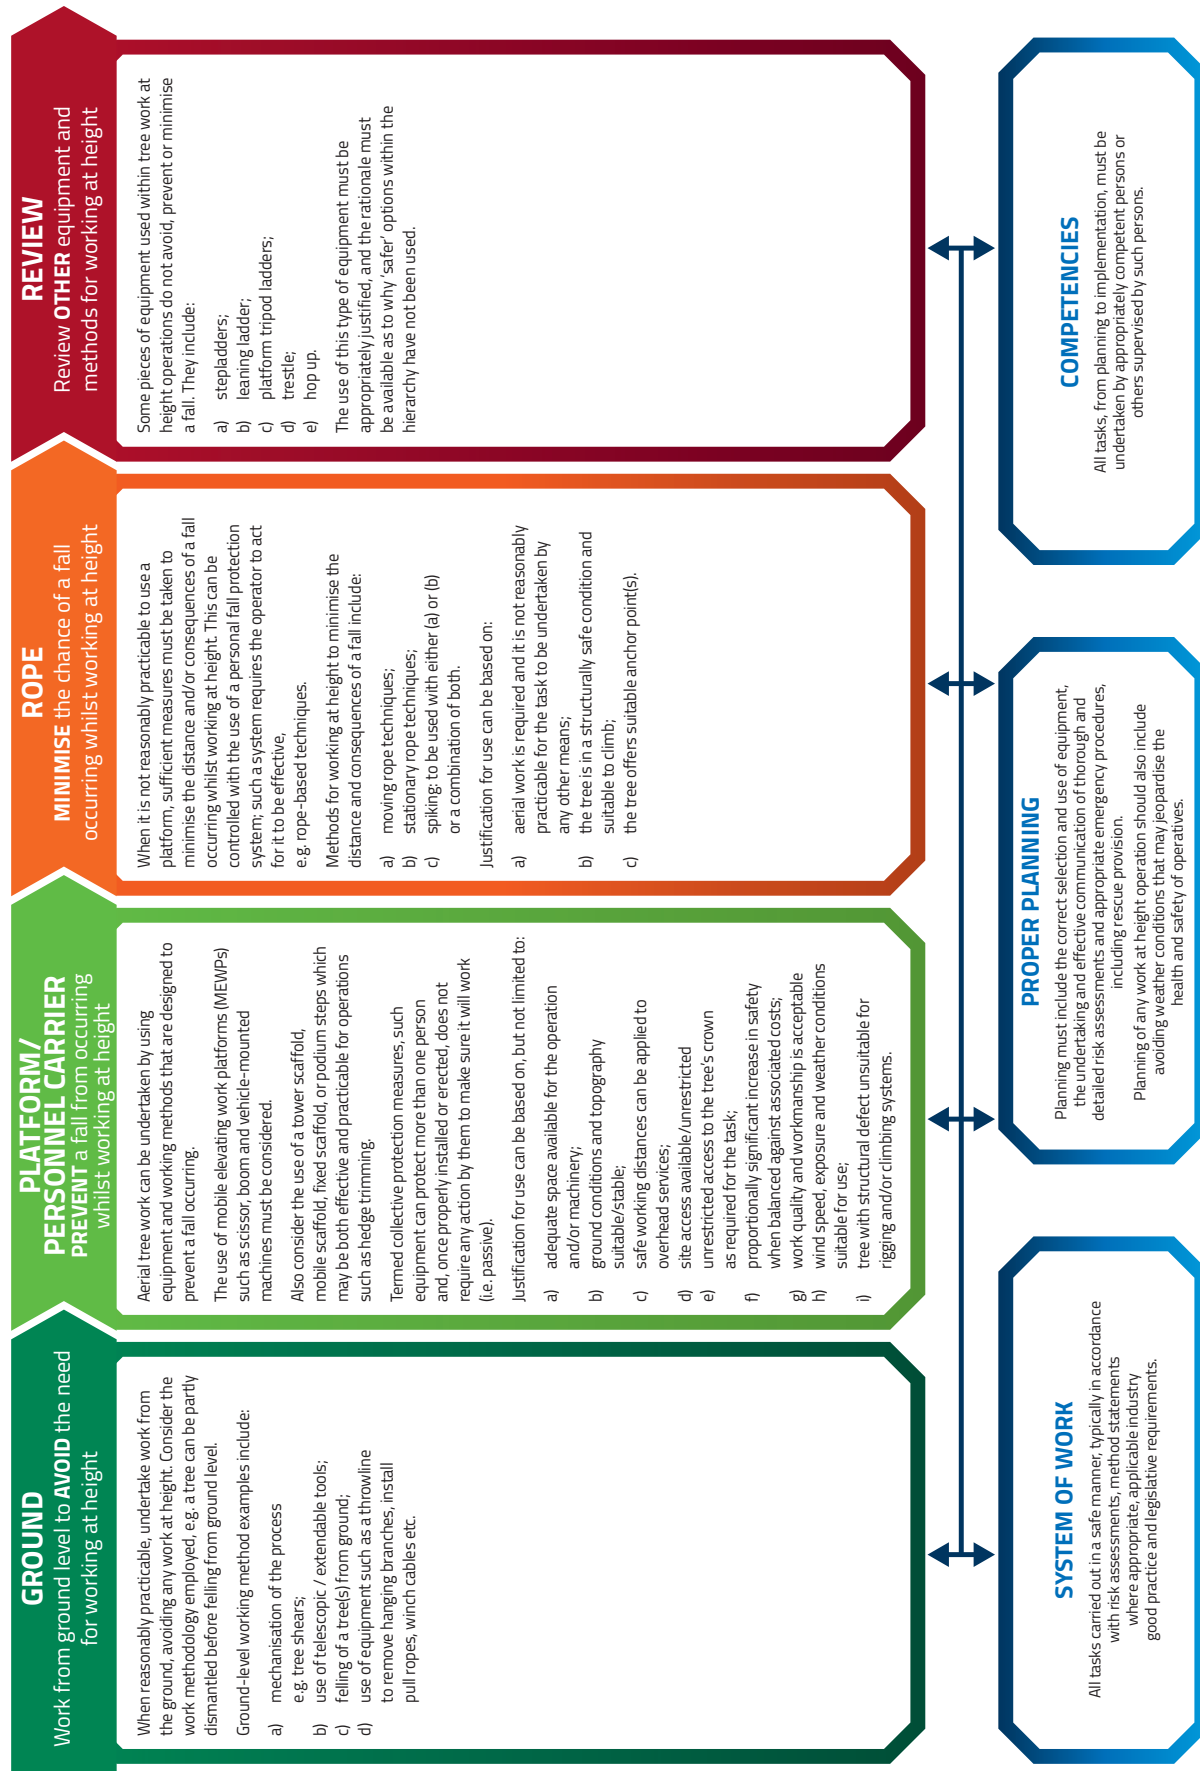 GROUND
Work from ground level to AVOID the need
for working at height
When reasonably practicable, undertake work from
the ground, avoiding any work at height. Consider the
work methodology employed, e.g. a tree can be partly
dismantled before felling from ground level.
Ground-level working method examples include:
a) mechanisation of the process
e.g. tree shears;
b) use of telescopic / extendable tools;
c) felling of a tree(s) from ground;
d) use of equipment such as a throwline
to remove hanging branches, install
pull ropes, winch cables etc.
PLATFORM/
PERSONNEL CARRIER
PREVENT a fall from occurring
whilst working at height
Aerial tree work can be undertaken by using
equipment and working methods that are designed to
prevent a fall occurring.
The use of mobile elevating work platforms (MEWPs)
such as scissor, boom and vehicle-mounted
machines must be considered.
Also consider the use of a tower scaffold,
mobile scaffold, fixed scaffold, or podium steps which
may be both effective and practicable for operations
such as hedge trimming.
Termed collective protection measures, such
equipment can protect more than one person
and, once properly installed or erected, does not
require any action by them to make sure it will work
(i.e. passive).
Justification for use can be based on, but not limited to:
a) adequate space available for the operation
and/or machinery;
b) ground conditions and topography
suitable/stable;
c) safe working distances can be applied to
overhead services;
d) site access available/unrestricted
e) unrestricted access to the tree's crown
as required for the task;
f) proportionally significant increase in safety
when balanced against associated costs;
g) work quality and workmanship is acceptable
h) wind speed, exposure and weather conditions
suitable for use;
i) tree with structural defect unsuitable for
rigging and/or climbing systems.
ROPE
MINIMISE the chance of a fall
occurring whilst working at height
When it is not reasonably practicable to use a
platform, sufficient measures must be taken to
minimise the distance and/or consequences of a fall
occurring whilst working at height. This can be
controlled with the use of a personal fall protection
system; such a system requires the operator to act
for it to be effective,
e.g. rope-based techniques.
Methods for working at height to minimise the
distance and consequences of a fall include:
a) moving rope techniques;
b) stationary rope techniques;
c) spiking; to be used with either (a) or (b)
or a combination of both.
Justification for use can be based on:
a) aerial work is required and it is not reasonably
practicable for the task to be undertaken by
any other means;
b) the tree is in a structurally safe condition and
suitable to climb;
c) the tree offers suitable anchor point(s).
REVIEW
Review OTHER equipment and
methods for working at height
Some pieces of equipment used within tree work at
height operations do not avoid, prevent or minimise
a fall. They include:
a) stepladders;
b) leaning ladder;
c) platform tripod ladders;
d) trestle;
e) hop up.
The use of this type of equipment must be
appropriately justified, and the rationale must
be available as to why 'safer' options within the
hierarchy have not been used.
SYSTEM OF WORK
All tasks carried out in a safe manner, typically in accordance
with risk assessments, method statements
where appropriate, applicable industry
good practice and legislative requirements.
PROPER PLANNING
Planning must include the correct selection and use of equipment,
the undertaking and effective communication of thorough and
detailed risk assessments and appropriate emergency procedures,
including rescue provision.
Planning of any work at height operation should also include
avoiding weather conditions that may jeopardise the
health and safety of operatives.
COMPETENCIES
All tasks, from planning to implementation, must be
undertaken by appropriately competent persons or
others supervised by such persons.